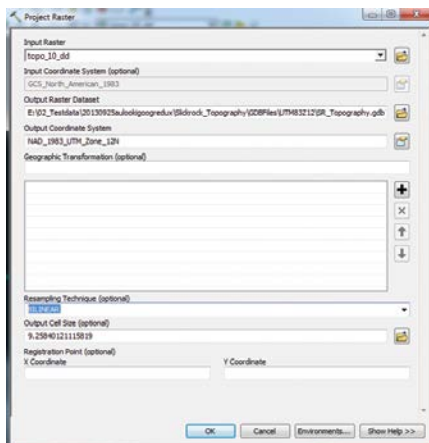 Project Raster
Input Raster
topo_10_dd
Input Coordinate System (optional)
GCS_North_American_1983
Output Raster Dataset
Output Coordinate System
NAD_1983_UTM_Zone_12N
Geographic Transformation (optional)
Resampling Technique (optional)
BILINEAR
Output Cell Size (optional)
9.25840121115819
Registration Point (optional)
X Coordinate Y Coordinate
OK Cancel Environments... Show Help >>